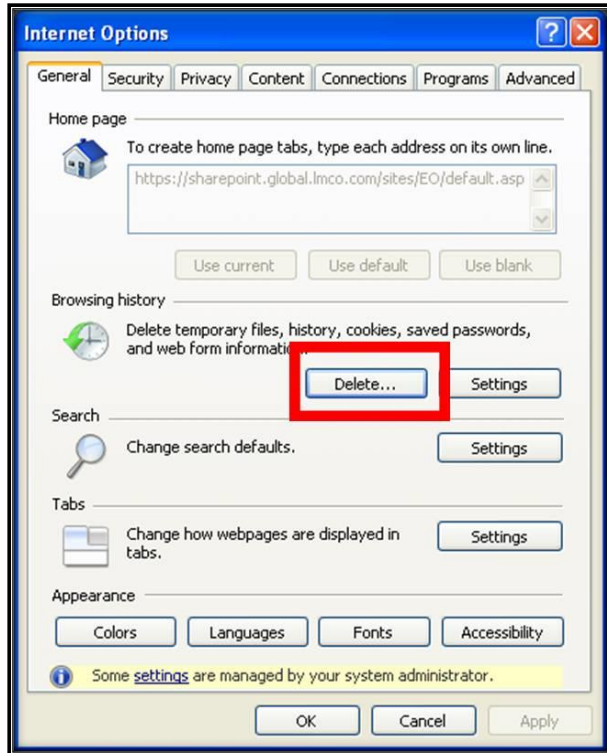 Internet Options
General Security Privacy Content Connections Programs Advanced
Home page
To create home page tabs, type each address on its own line.
https://sharepoint.global.lmco.com/sites/EO/default.asp
Use current Use default Use blank
Browsing history
Delete temporary files, history, cookies, saved passwords,
and web form information.
Delete... Settings
Search
Change search defaults. Settings
Tabs
Change how webpages are displayed in
tabs.
Settings
Appearance
Colors Languages Fonts Accessibility
Some settings are managed by your system administrator.
OK Cancel Apply